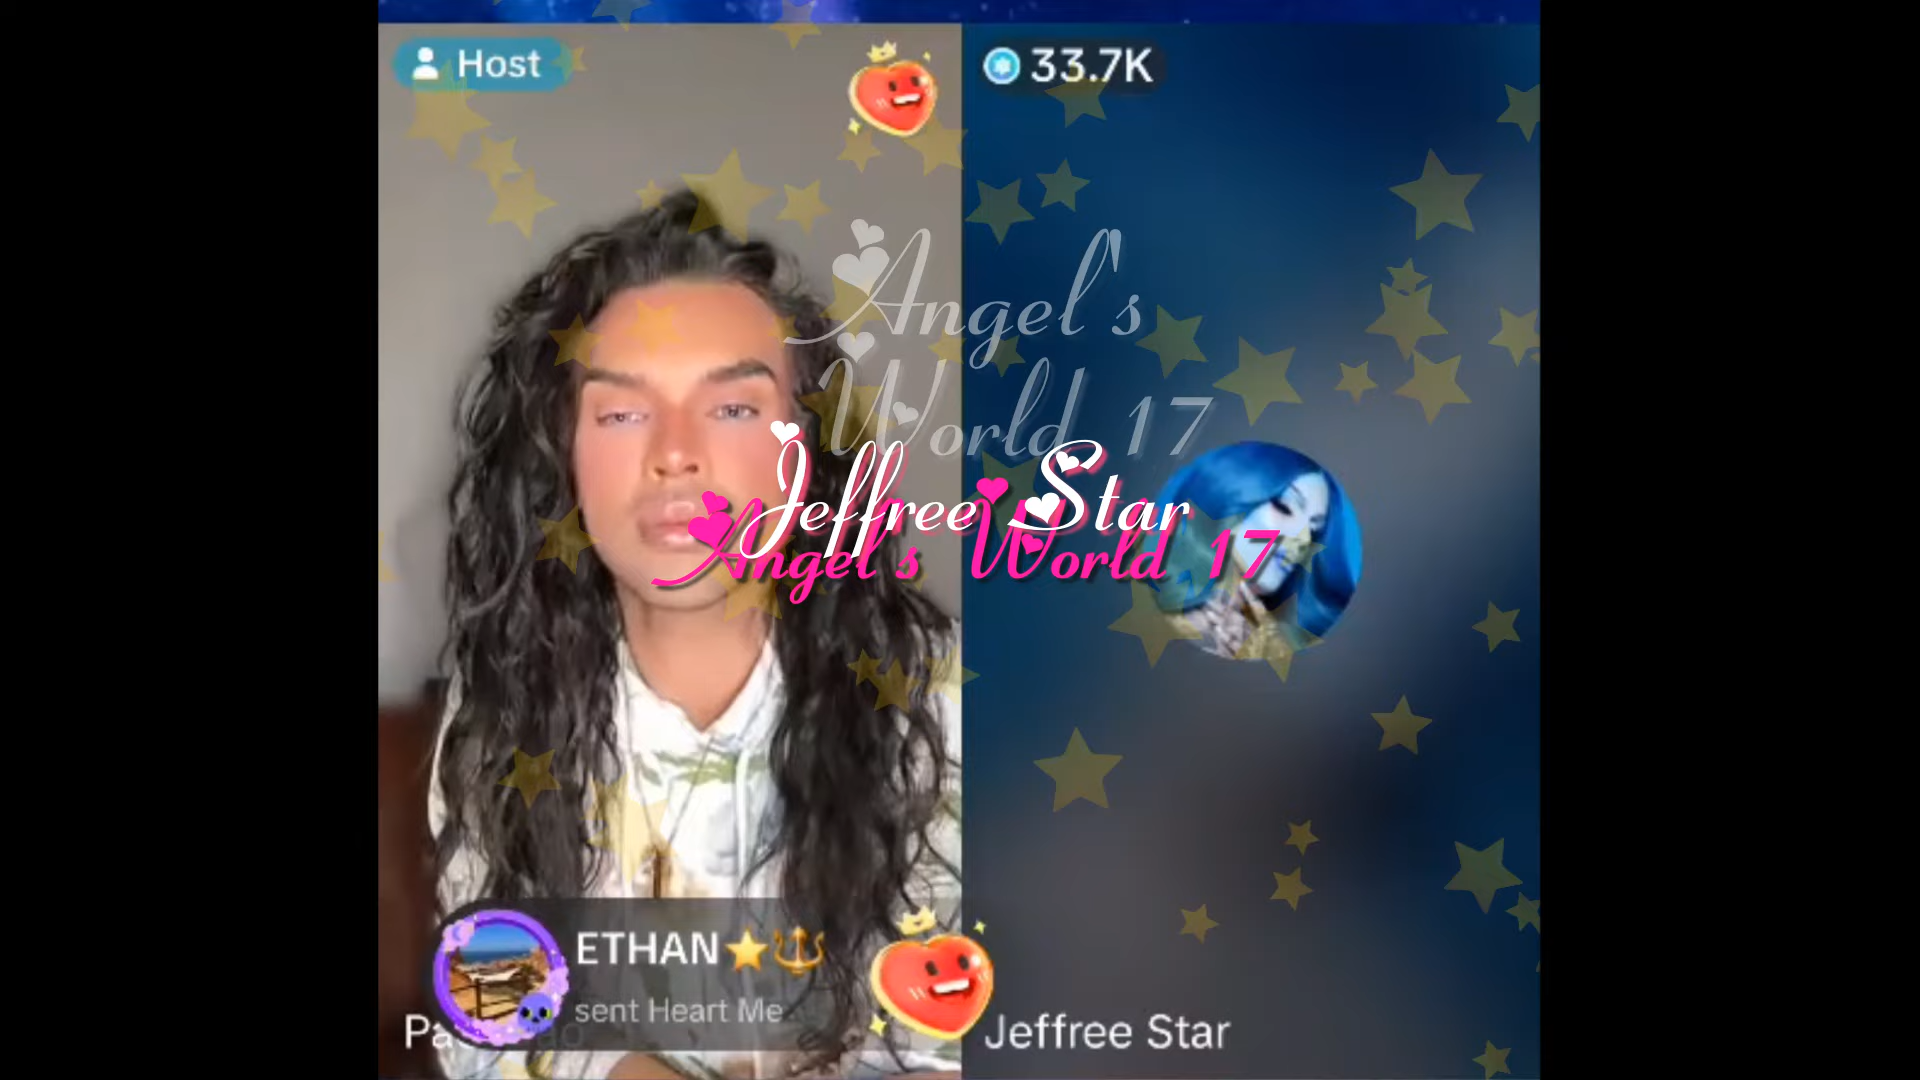 Host
33.7K
Angel's
World 17
Jeffree Star
Angel's World 17
ETHAN
sent Heart Me
Jeffree Star